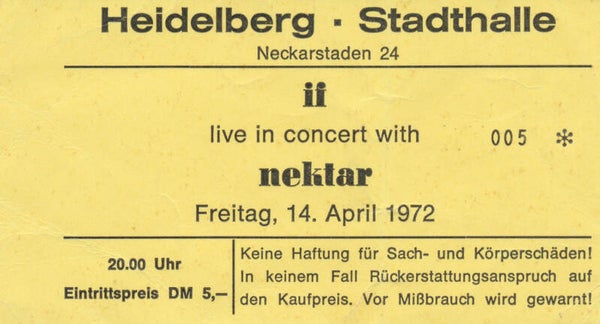 Heidelberg · Stadthalle
Neckarstaden 24
ii
live in concert with
005 *
nektar
Freitag, 14. April 1972
20.00 Uhr
Eintrittspreis DM 5,—
Keine Haftung für Sach- und Körperschäden!
In keinem Fall Rückerstattungsanspruch auf
den Kaufpreis. Vor Mißbrauch wird gewarnt!